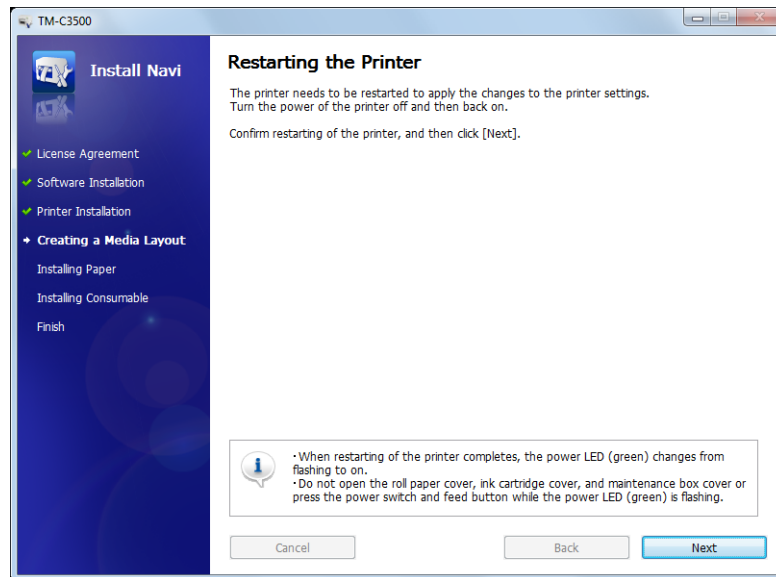 TM-C3500
Install Navi
License Agreement
Software Installation
Printer Installation
Creating a Media Layout
Installing Paper
Installing Consumable
Finish
Restarting the Printer
The printer needs to be restarted to apply the changes to the printer settings.
Turn the power of the printer off and then back on.
Confirm restarting of the printer, and then click [Next].
・When restarting of the printer completes, the power LED (green) changes from
flashing to on.
・Do not open the roll paper cover, ink cartridge cover, and maintenance box cover or
press the power switch and feed button while the power LED (green) is flashing.
Cancel
Back
Next